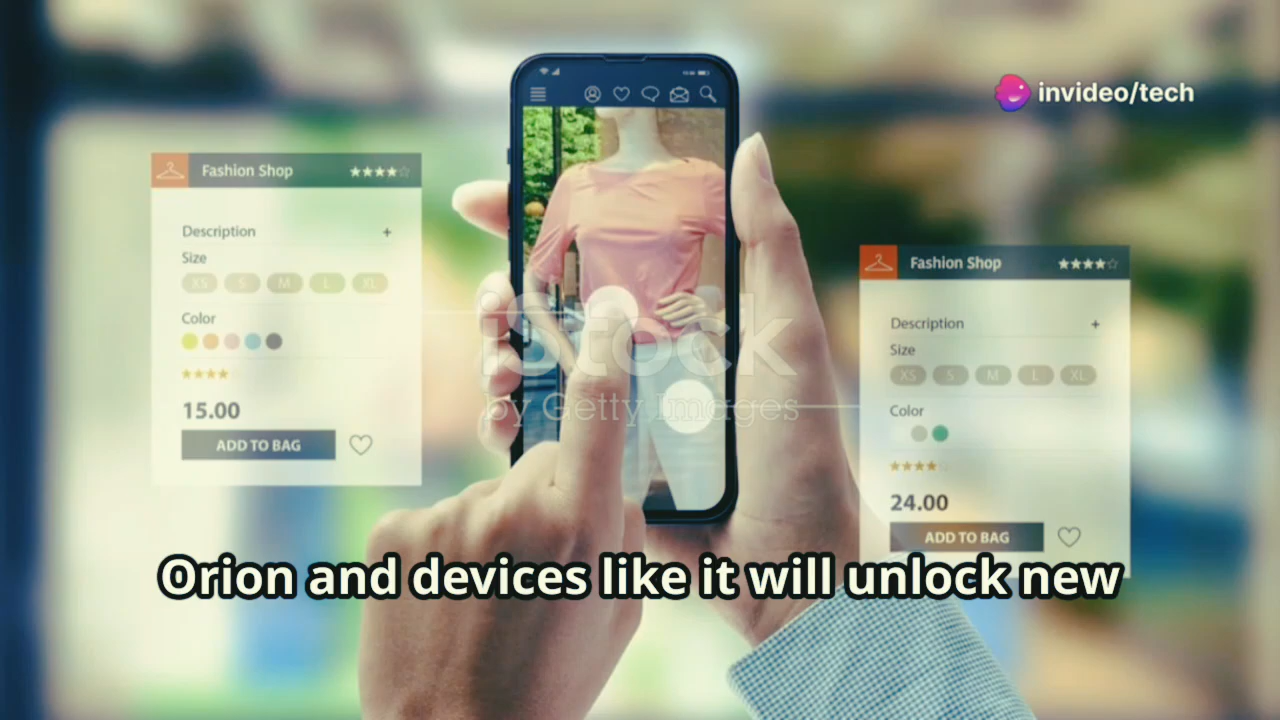 invideo/tech
Fashion Shop
Description +
Size
XS S M L XL
Color
15.00
ADD TO BAG
Fashion Shop
Description +
Size
XS S M L XL
Color
24.00
ADD TO BAG
iStock
by Getty Images
Orion and devices like it will unlock new